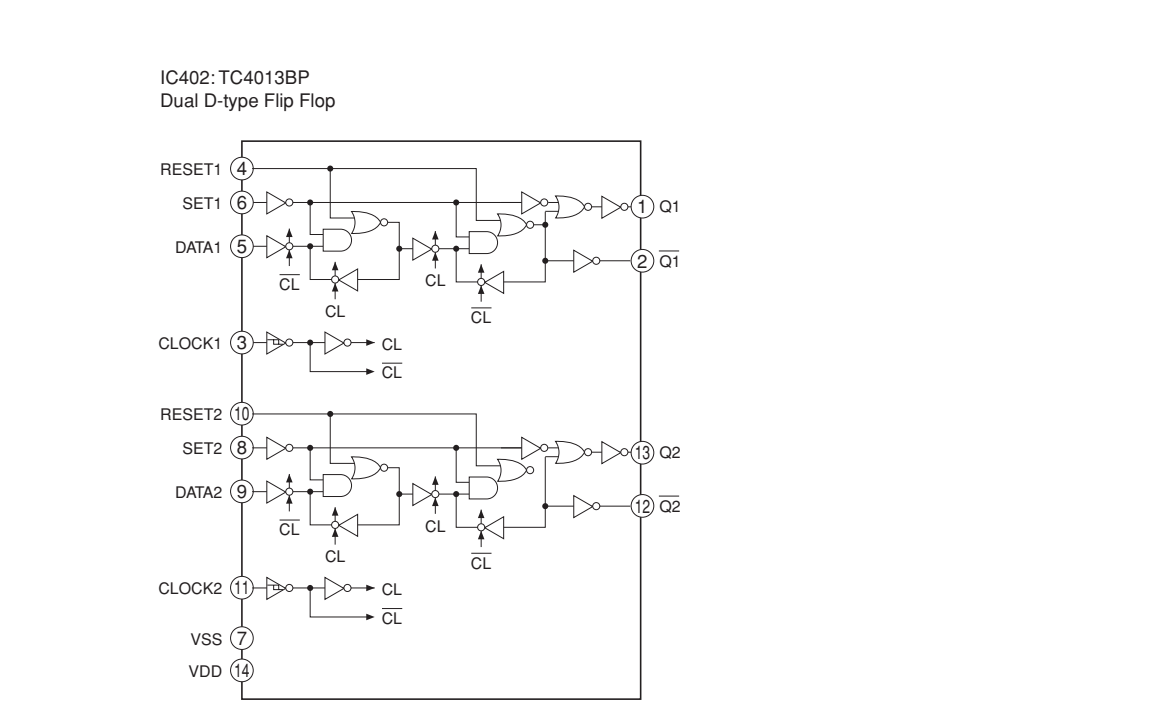 IC402: TC4013BP
Dual D-type Flip Flop
RESET1 4
SET1 6 1 Q1
DATA1 5 2 Q1
CL CL
CL CL
CLOCK1 3 CL
CL
RESET2 10
SET2 8 13 Q2
DATA2 9 12 Q2
CL CL
CL CL
CLOCK2 11 CL
CL
VSS 7
VDD 14